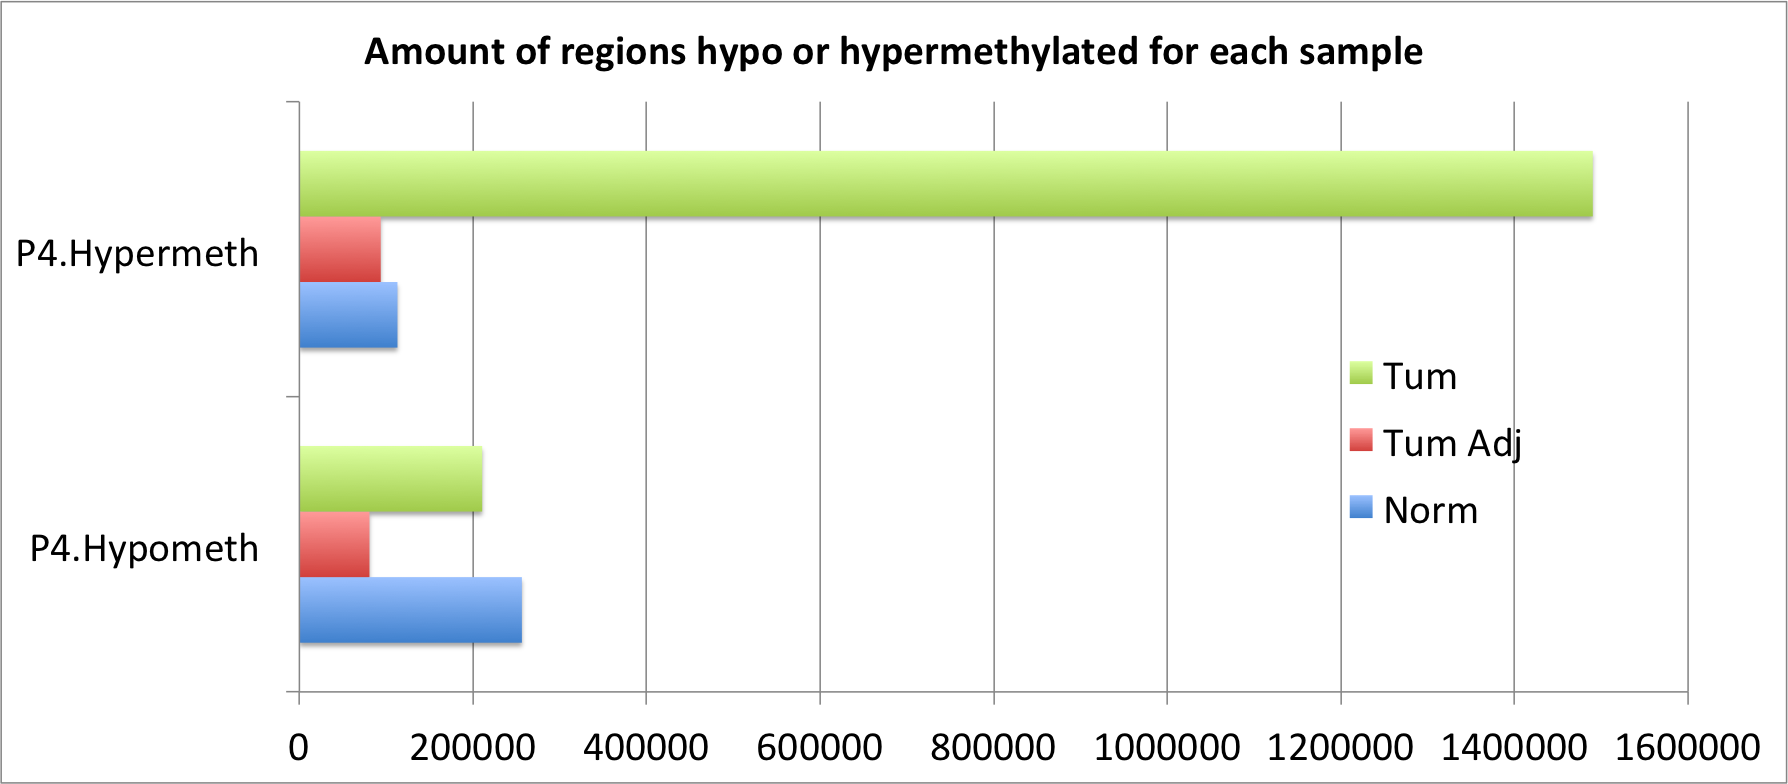 Amount of regions hypo or hypermethylated for each sample
P4.Hypermeth
Tum
Tum Adj
Norm
P4.Hypometh
0 200000 400000 600000 800000 1000000 1200000 1400000 1600000